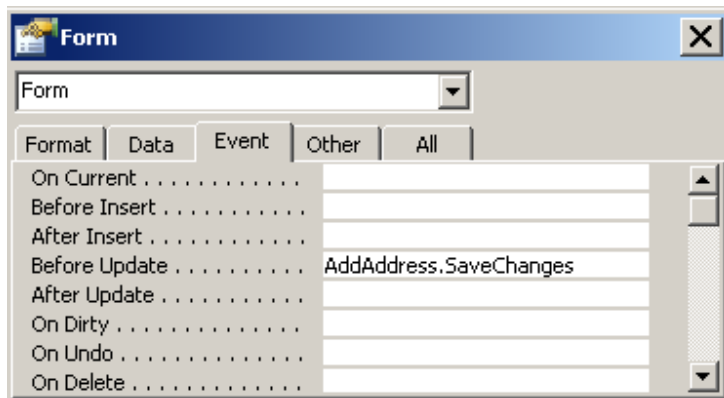 Form
Form
Format Data Event Other All
On Current . . . . . . . . . . . .
Before Insert . . . . . . . . . . .
After Insert . . . . . . . . . . . .
Before Update . . . . . . . . . . AddAddress.SaveChanges
After Update . . . . . . . . . . .
On Dirty . . . . . . . . . . . . . .
On Undo . . . . . . . . . . . . . .
On Delete . . . . . . . . . . . . .